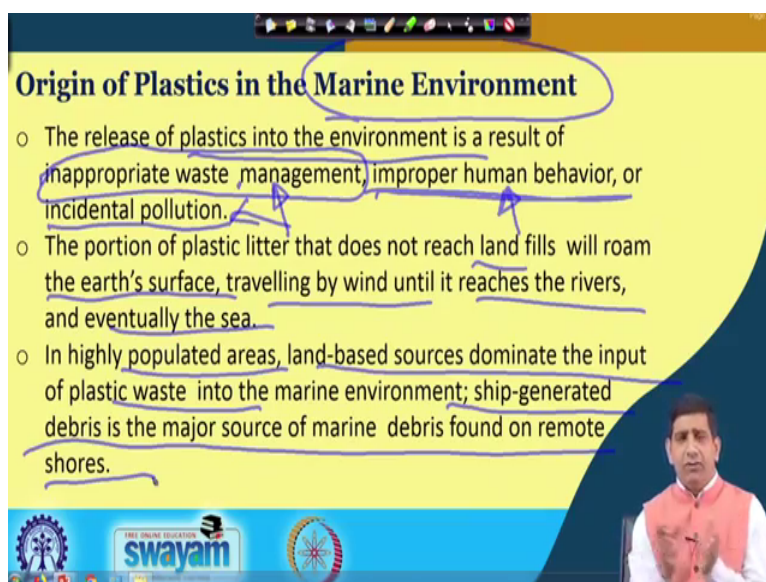 Page
Origin of Plastics in the Marine Environment
o The release of plastics into the environment is a result of
inappropriate waste management, improper human behavior, or
incidental pollution.
o The portion of plastic litter that does not reach land fills will roam
the earth's surface, travelling by wind until it reaches the rivers,
and eventually the sea.
o In highly populated areas, land-based sources dominate the input
of plastic waste into the marine environment; ship-generated
debris is the major source of marine debris found on remote
shores.
FREE ONLINE EDUCATION
swayam